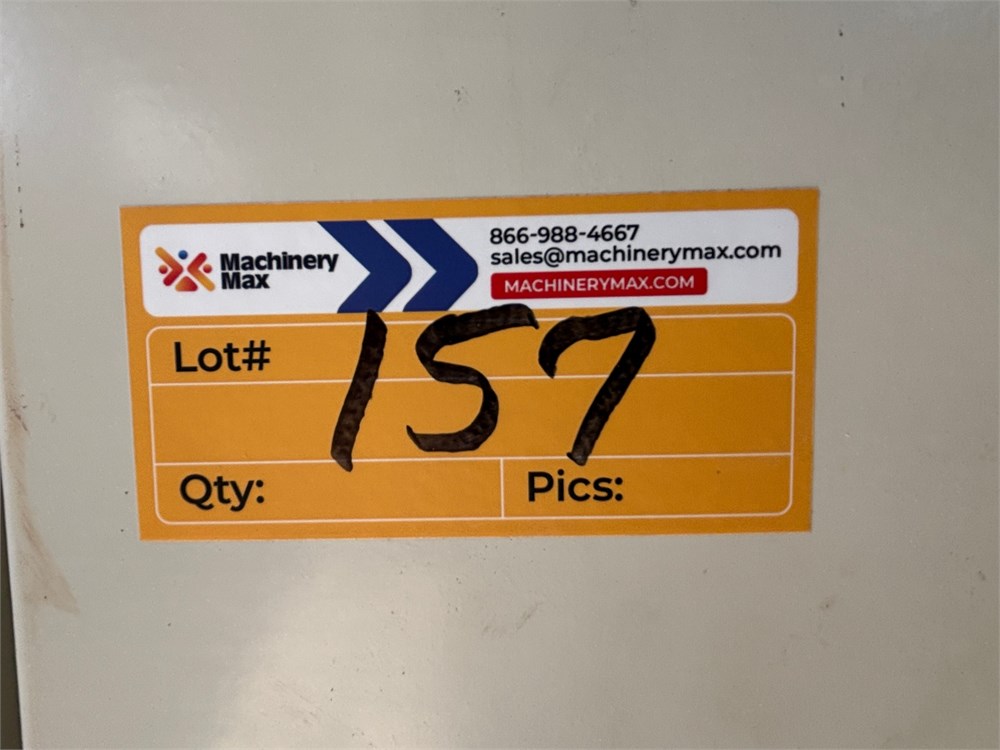 Machinery
Max
866-988-4667
sales@machinerymax.com
MACHINERYMAX.COM
Lot# 157
Qty:
Pics: